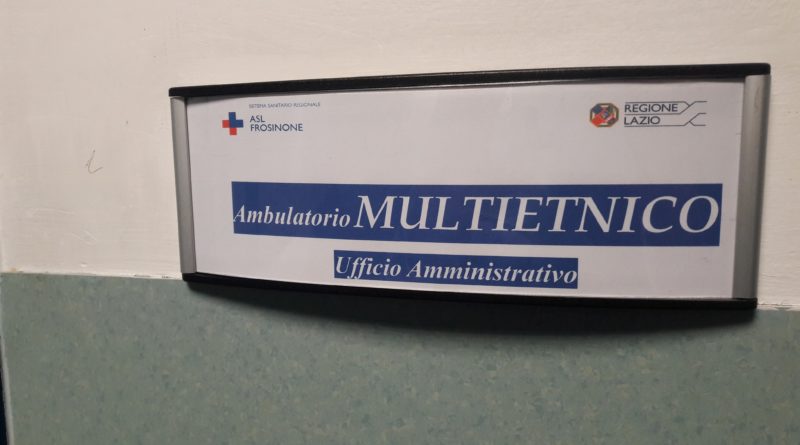 SISTEMA SANITARIO REGIONALE
ASL
FROSINONE
REGIONE
LAZIO
Ambulatorio MULTIETNICO
Ufficio Amministrativo